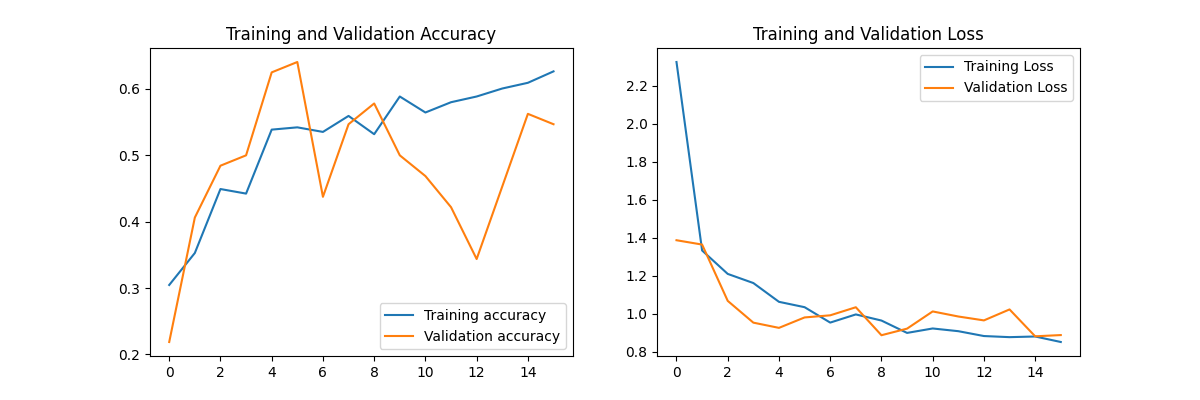 Training and Validation Accuracy
0.6
0.5
0.4
0.3
0.2
0 2 4 6 8 10 12 14
Training accuracy
Validation accuracy
Training and Validation Loss
2.2
2.0
1.8
1.6
1.4
1.2
1.0
0.8
0 2 4 6 8 10 12 14
Training Loss
Validation Loss